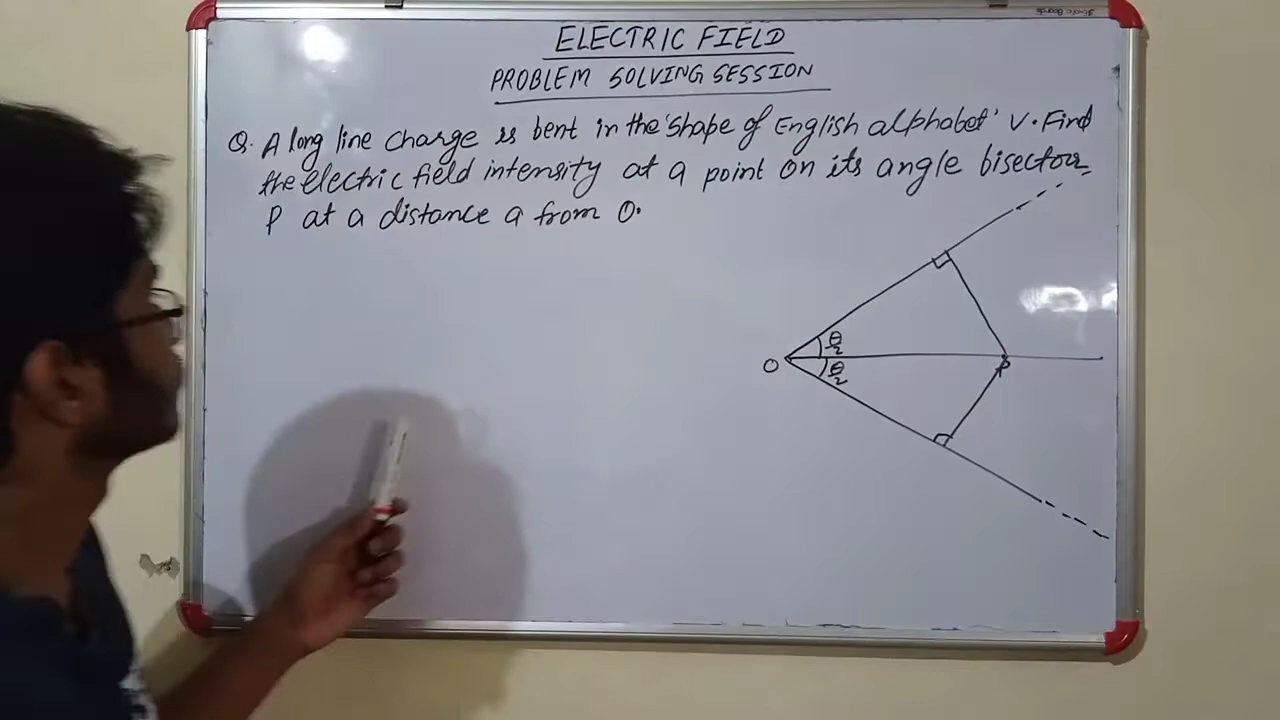 ELECTRIC FIELD
PROBLEM SOLVING SESSION
Q. A long line charge is bent in the 'shape of English alphabet' V. Find
the electric field intensity at a point on its angle bisector
P at a distance a from O.
θ/2
O
P
θ/2